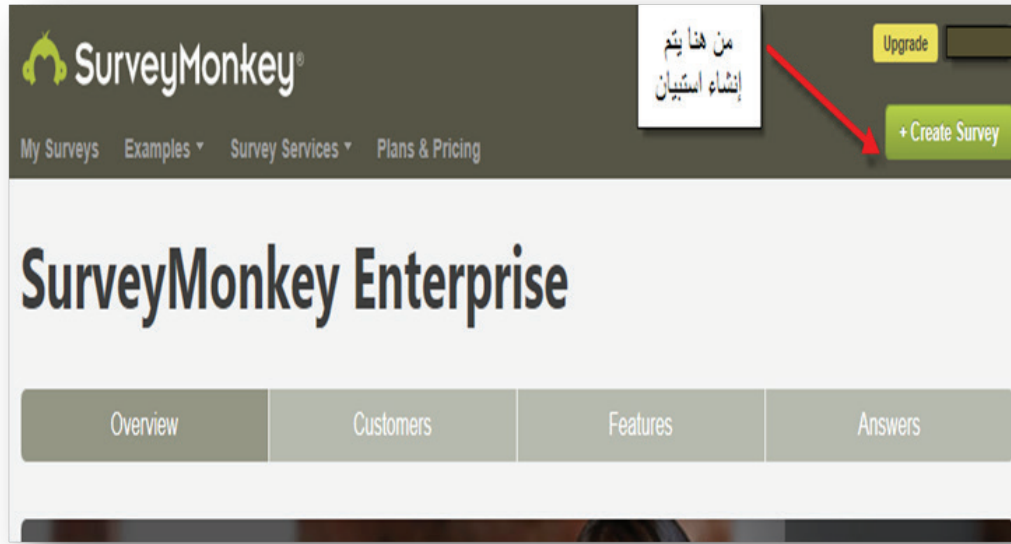 SurveyMonkey®
من هنا يتم
إنشاء استبيان
Upgrade
+ Create Survey
My Surveys Examples Survey Services Plans & Pricing
SurveyMonkey Enterprise
Overview Customers Features Answers